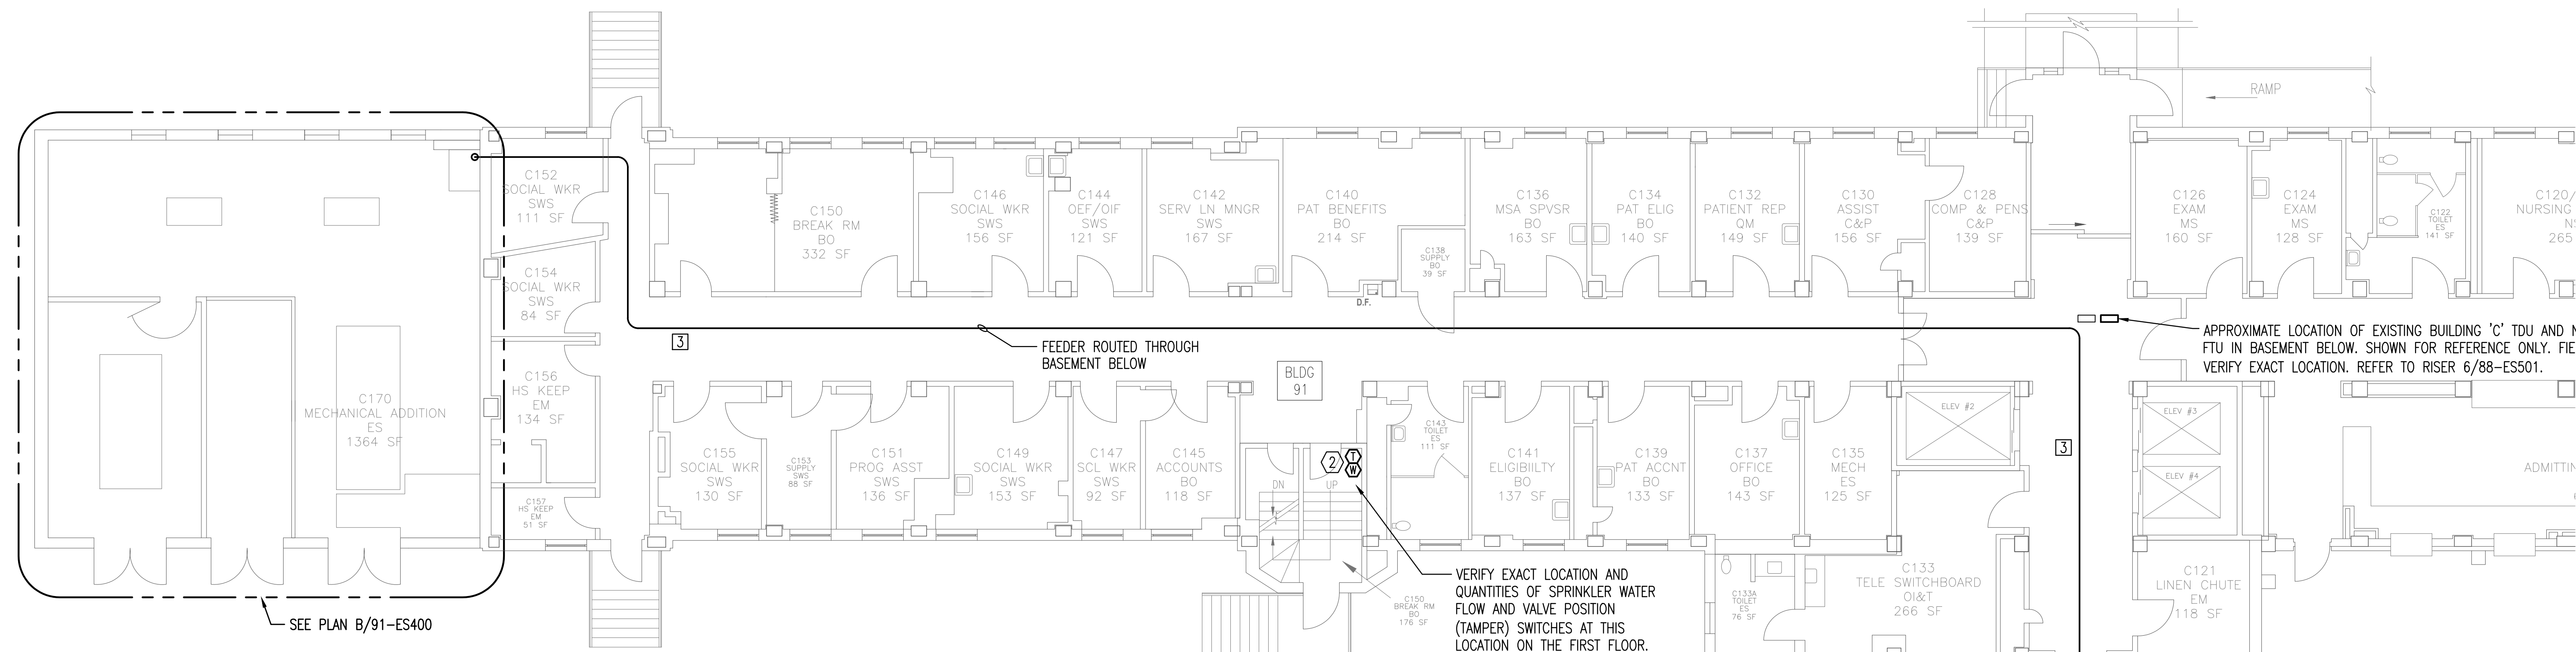 RAMP
C152
SOCIAL WKR
SWS
111 SF
C154
SOCIAL WKR
SWS
84 SF
C156
HS KEEP
EM
134 SF
C157
HS KEEP
EM
51 SF
C170
MECHANICAL ADDITION
ES
1364 SF
SEE PLAN B/91-ES400
C150
BREAK RM
BO
332 SF
C146
SOCIAL WKR
SWS
156 SF
C144
OEF/OIF
SWS
121 SF
C142
SERV LN MNGR
SWS
167 SF
C140
PAT BENEFITS
BO
214 SF
C138
SUPPLY
BO
39 SF
D.F.
C136
MSA SPVSR
BO
163 SF
C134
PAT ELIG
BO
140 SF
C132
PATIENT REP
QM
149 SF
C130
ASSIST
C&P
156 SF
C128
COMP & PENS
C&P
139 SF
C126
EXAM
MS
160 SF
C124
EXAM
MS
128 SF
C122
TOILET
ES
141 SF
C120/
NURSING
265
3
FEEDER ROUTED THROUGH
BASEMENT BELOW
BLDG
91
APPROXIMATE LOCATION OF EXISTING BUILDING 'C' TDU AND
FTU IN BASEMENT BELOW. SHOWN FOR REFERENCE ONLY.
VERIFY EXACT LOCATION. REFER TO RISER 6/88-ES501.
C155
SOCIAL WKR
SWS
130 SF
C153
SUPPLY
SWS
88 SF
C151
PROG ASST
SWS
136 SF
C149
SOCIAL WKR
SWS
153 SF
C147
SCL WKR
SWS
92 SF
C145
ACCOUNTS
BO
118 SF
DN
UP
2
T
W
C143
TOILET
ES
111 SF
C141
ELIGIBIILTY
BO
137 SF
C139
PAT ACCNT
BO
133 SF
C137
OFFICE
BO
143 SF
C135
MECH
ES
125 SF
ELEV #2
3
ELEV #3
ELEV #4
VERIFY EXACT LOCATION AND
QUANTITIES OF SPRINKLER WATER
FLOW AND VALVE POSITION
(TAMPER) SWITCHES AT THIS
LOCATION ON THE FIRST FLOOR.
C150
BREAK RM
BO
176 SF
C133A
TOILET
ES
76 SF
C133
TELE SWITCHBOARD
OI&T
266 SF
C121
LINEN CHUTE
EM
118 SF